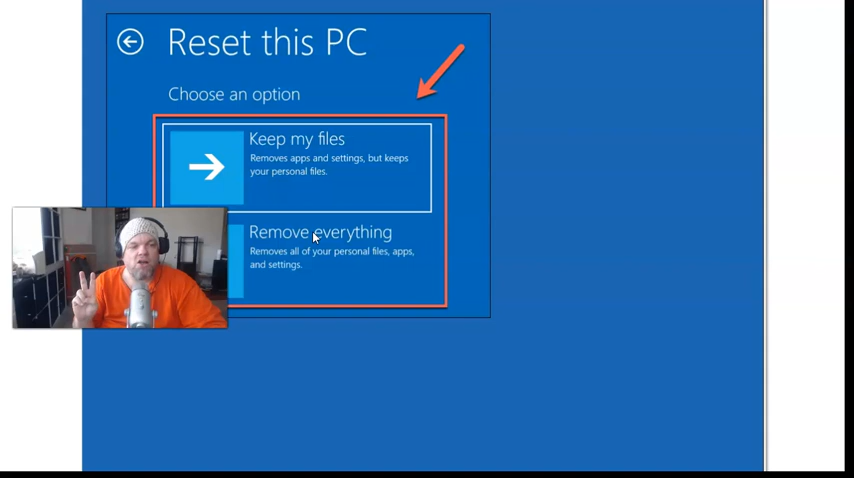 Reset this PC
Choose an option
Keep my files
Removes apps and settings, but keeps
your personal files.
Remove everything
Removes all of your personal files, apps,
and settings.